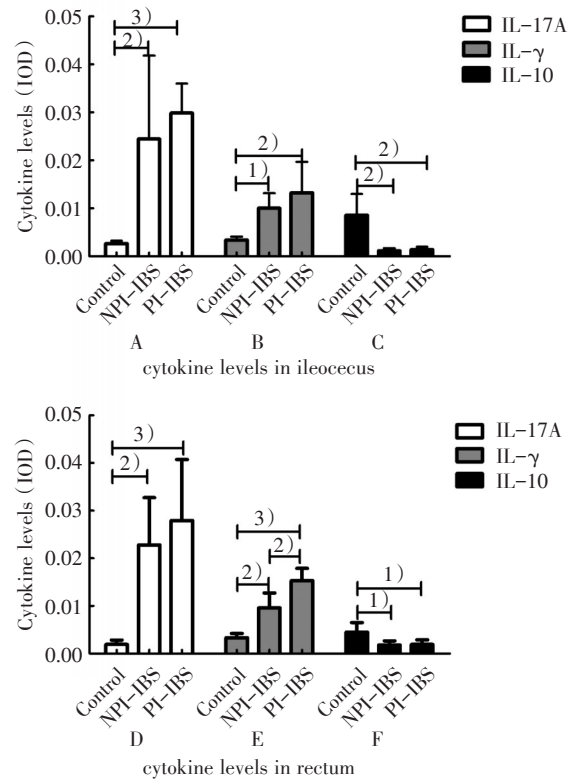 0.05
0.04
0.03
0.02
0.01
0.00
Cytokine levels (IOD)
IL-17A
IL-γ
IL-10
3)
2)
2)
1)
2)
2)
Control
NPI-IBS
PI-IBS
Control
NPI-IBS
PI-IBS
Control
NPI-IBS
PI-IBS
A B C
cytokine levels in ileocecus
0.05
0.04
0.03
0.02
0.01
0.00
Cytokine levels (IOD)
IL-17A
IL-γ
IL-10
3)
2)
3)
2)
2)
1)
1)
Control
NPI-IBS
PI-IBS
Control
NPI-IBS
PI-IBS
Control
NPI-IBS
PI-IBS
D E F
cytokine levels in rectum